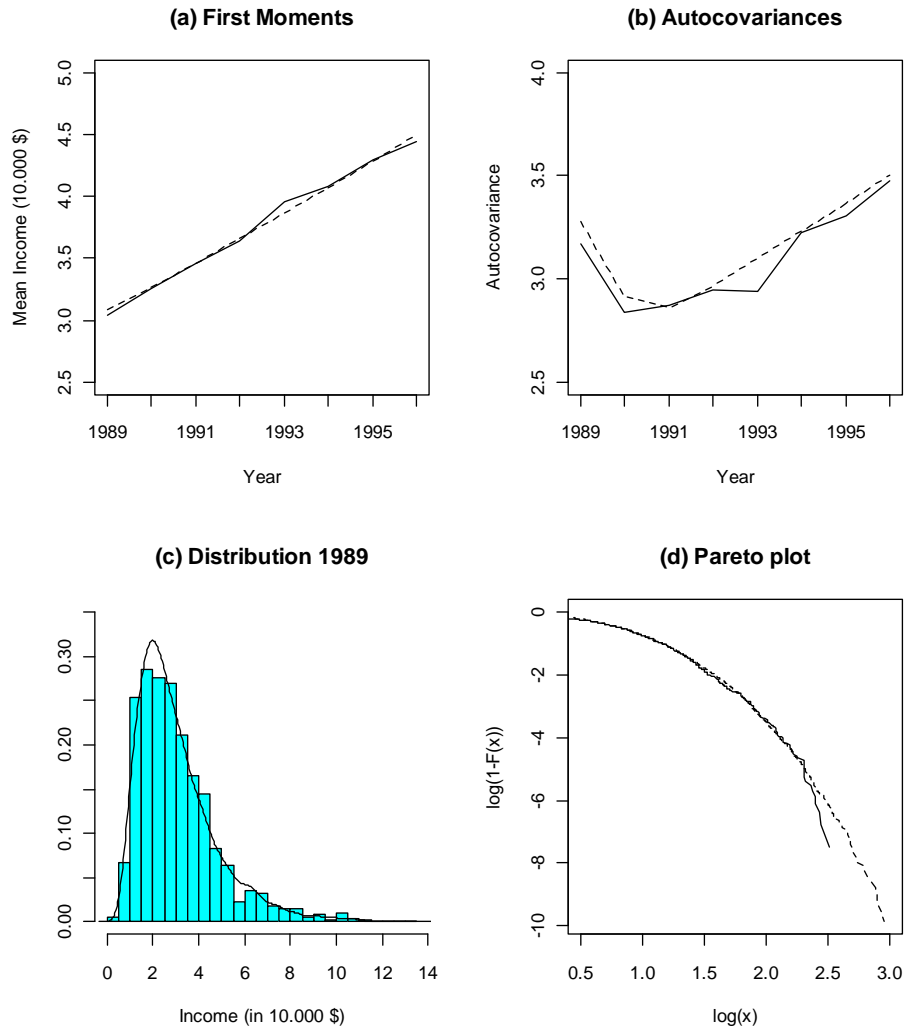 (a) First Moments
Mean Income (10.000 $)
5.0
4.5
4.0
3.5
3.0
2.5
1989 1991 1993 1995
Year
(b) Autocovariances
Autocovariance
4.0
3.5
3.0
2.5
1989 1991 1993 1995
Year
(c) Distribution 1989
0.30
0.20
0.10
0.00
0 2 4 6 8 10 12 14
Income (in 10.000 $)
(d) Pareto plot
log(1-F(x))
0
-2
-4
-6
-8
-10
0.5 1.0 1.5 2.0 2.5 3.0
log(x)